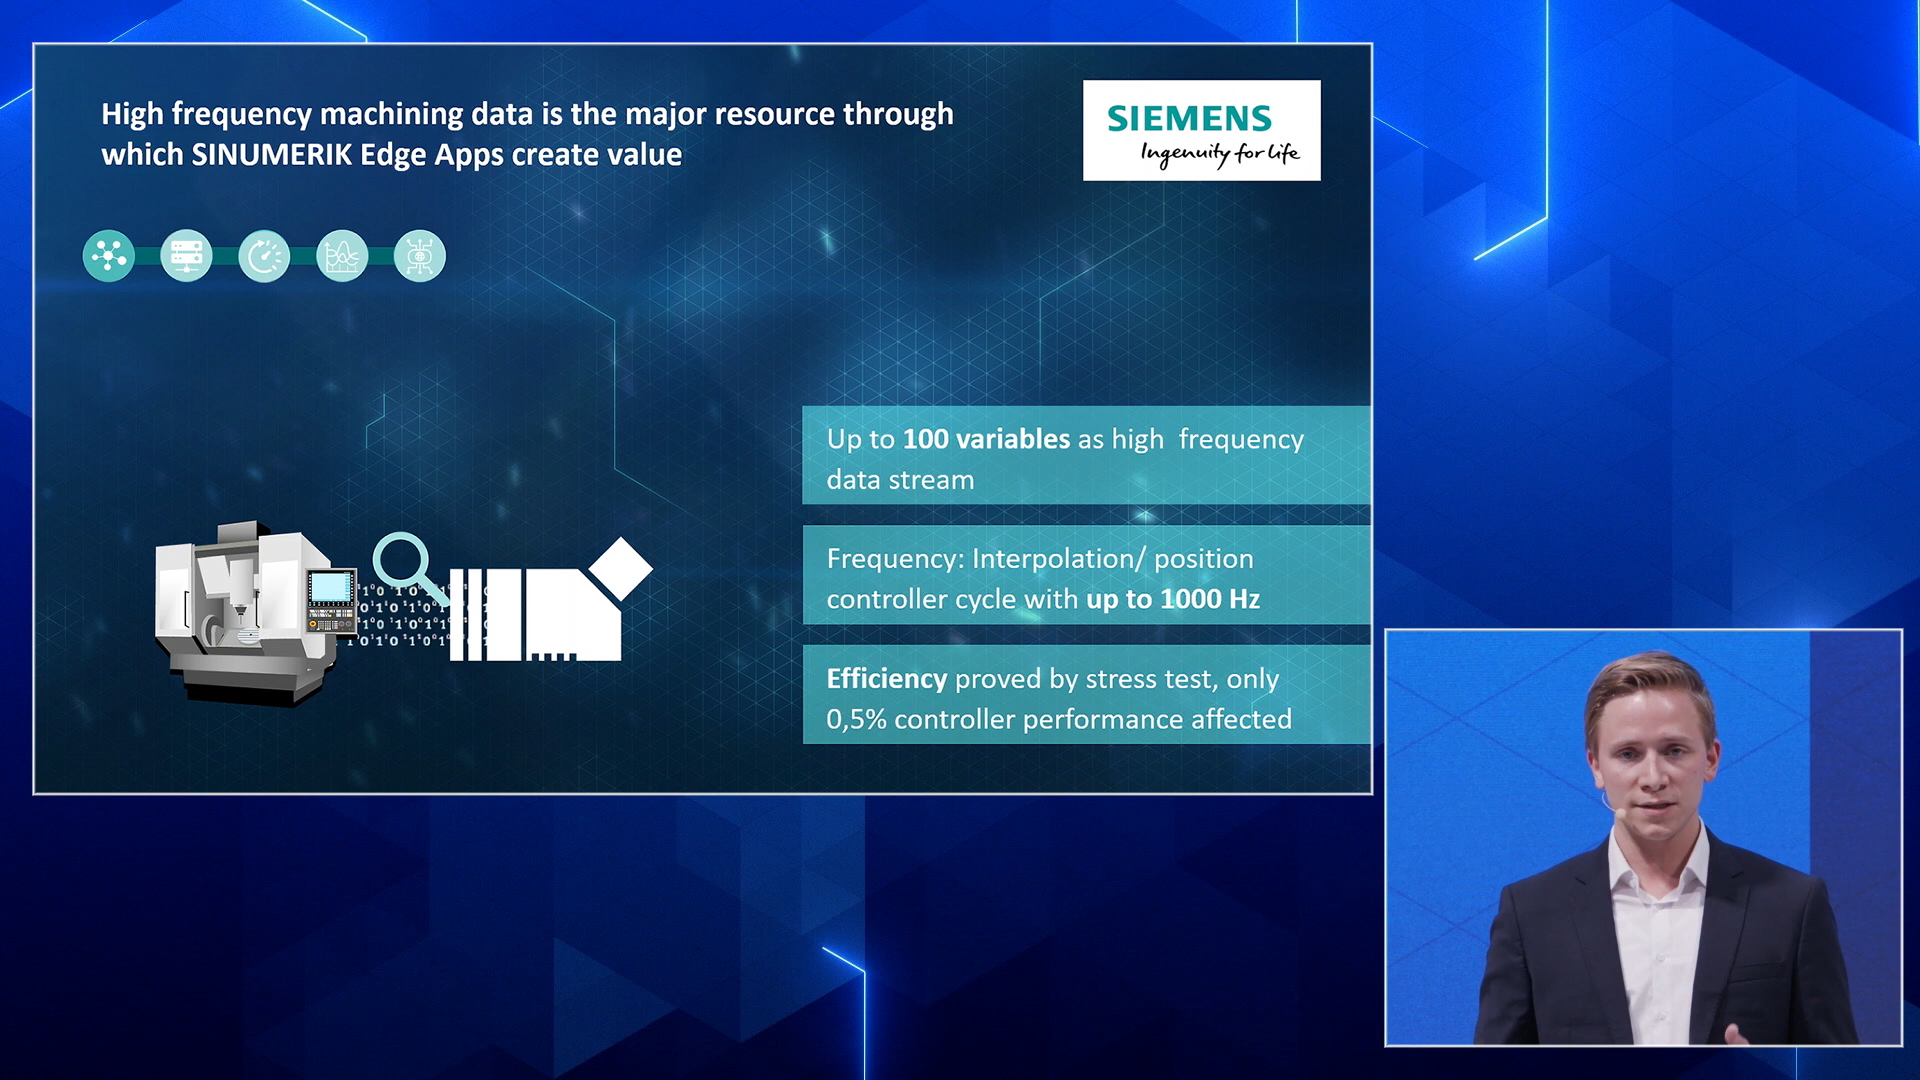 High frequency machining data is the major resource through
which SINUMERIK Edge Apps create value
SIEMENS
Ingenuity for life
Up to 100 variables as high frequency
data stream
Frequency: Interpolation/ position
controller cycle with up to 1000 Hz
Efficiency proved by stress test, only
0,5% controller performance affected